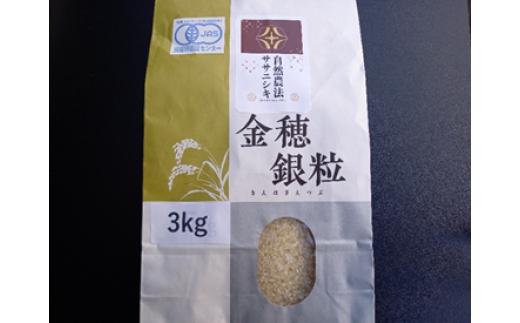 JAS
自然農法
ササニシキ
金穂
銀粒
きんほぎんつぶ
3kg